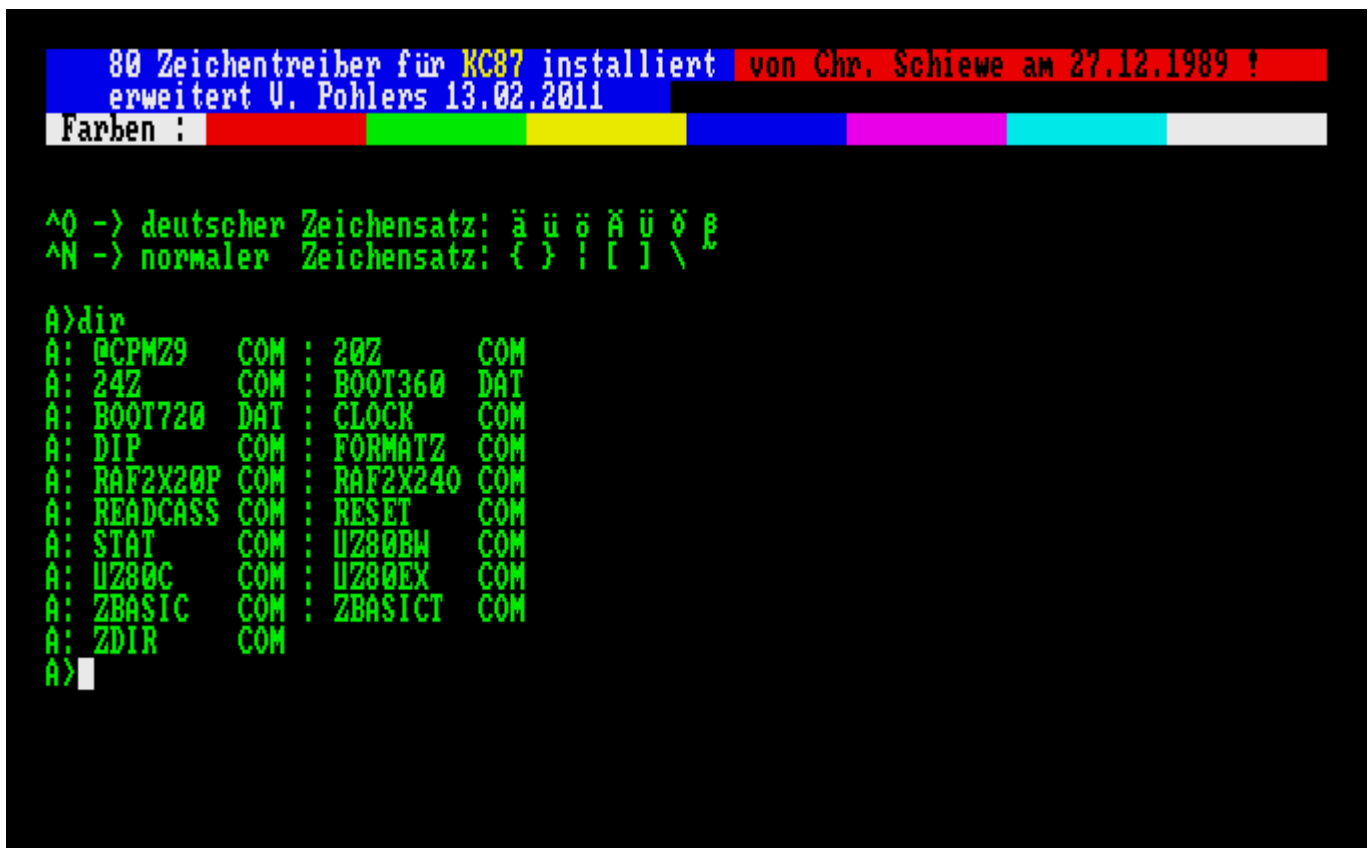 80 Zeichentreiber für KC87 installiert von Chr. Schiewe am 27.12.1989 !
erweitert V. Pohlers 13.02.2011
Farben :
^O -> deutscher Zeichensatz: ä ü ö Ä Ü Ö ß
^N -> normaler  Zeichensatz: { } ¦ [ ] \ ~
A>dir
A: @CPMZ9   COM : 20Z      COM
A: 24Z      COM : BOOT360  DAT
A: BOOT720  DAT : CLOCK    COM
A: DIP      COM : FORMATZ  COM
A: RAF2X20P COM : RAF2X24O COM
A: READCASS COM : RESET    COM
A: STAT     COM : UZ80BW   COM
A: UZ80C    COM : UZ80EX   COM
A: ZBASIC   COM : ZBASICT  COM
A: ZDIR     COM
A>